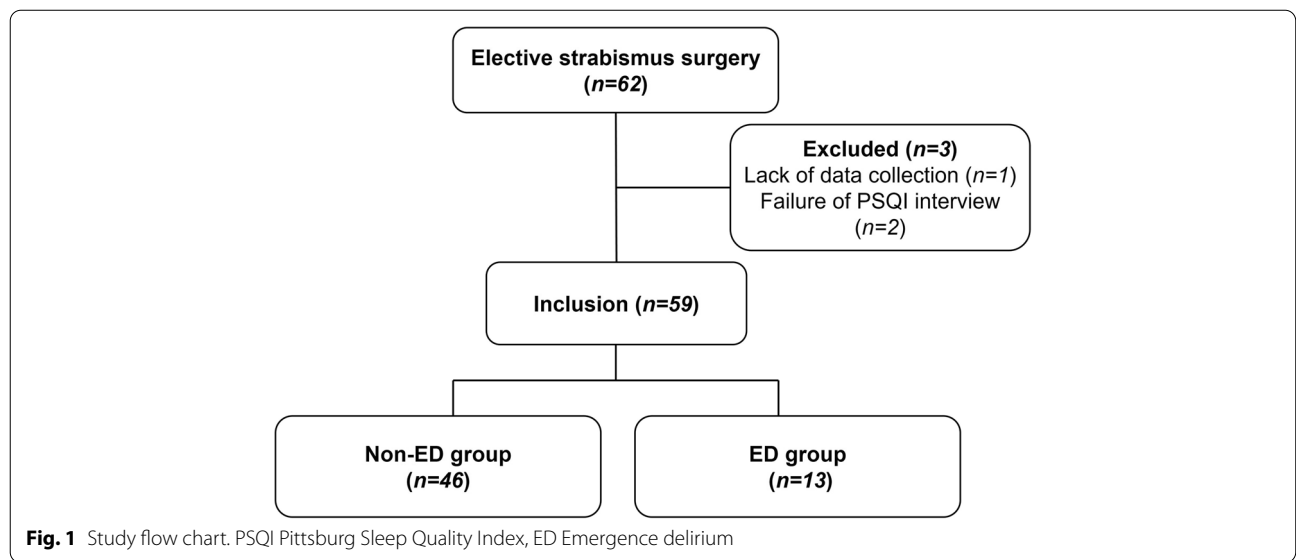 Elective strabismus surgery
(n=62)
Excluded (n=3)
Lack of data collection (n=1)
Failure of PSQI interview
(n=2)
Inclusion (n=59)
Non-ED group
(n=46)
ED group
(n=13)
Fig. 1 Study flow chart. PSQI Pittsburg Sleep Quality Index, ED Emergence delirium